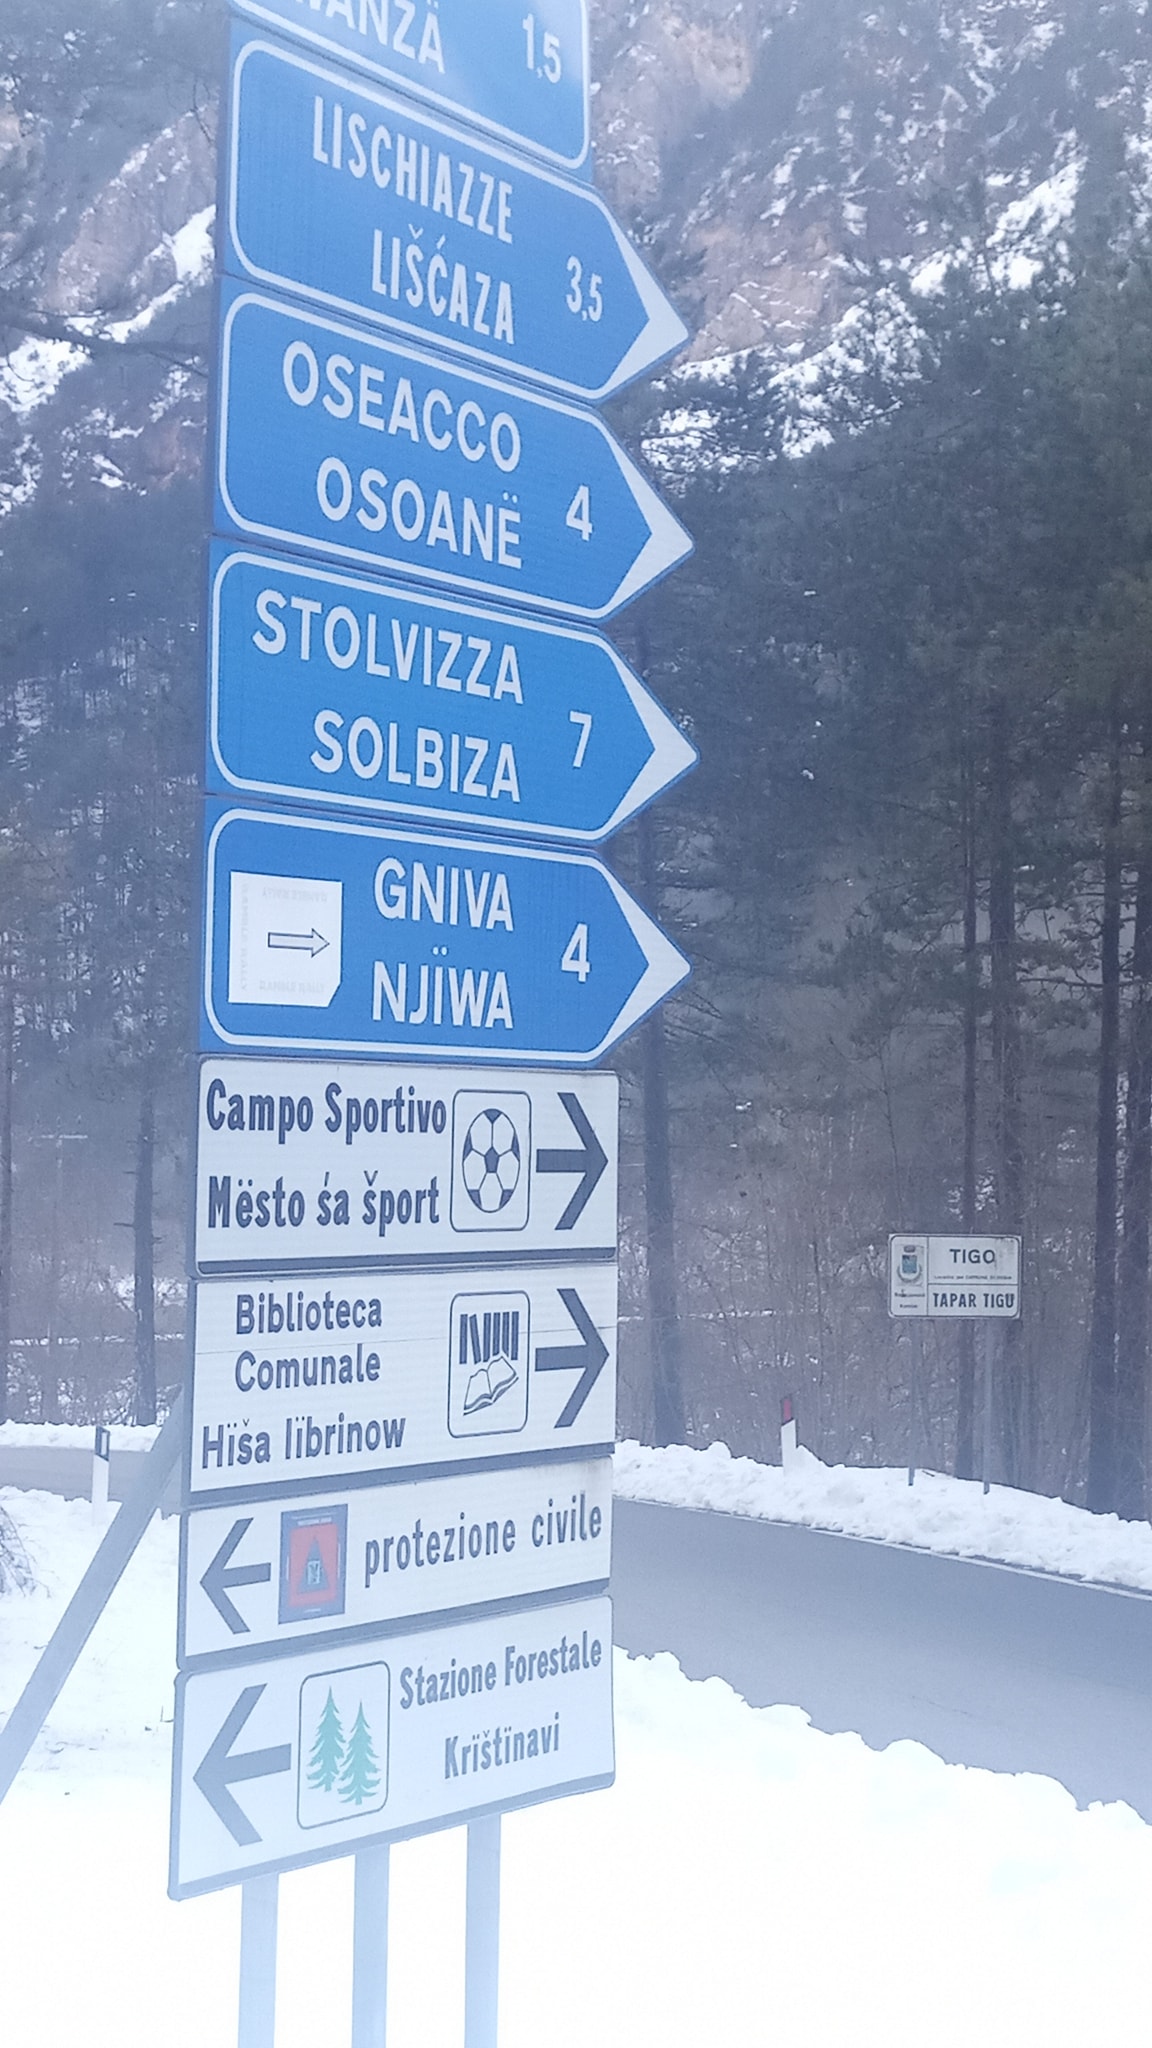 1,5
LISCHIAZZE
LIŠĆAZA
3,5
OSEACCO
OSOANË
4
STOLVIZZA
SOLBIZA
7
GNIVA
NJÏWA
4
Campo Sportivo
Mësto śa šport
Biblioteca
Comunale
Hïša lïbrinow
protezione civile
Stazione Forestale
Krïštïnavi
TIGO
TAPAR TIGU